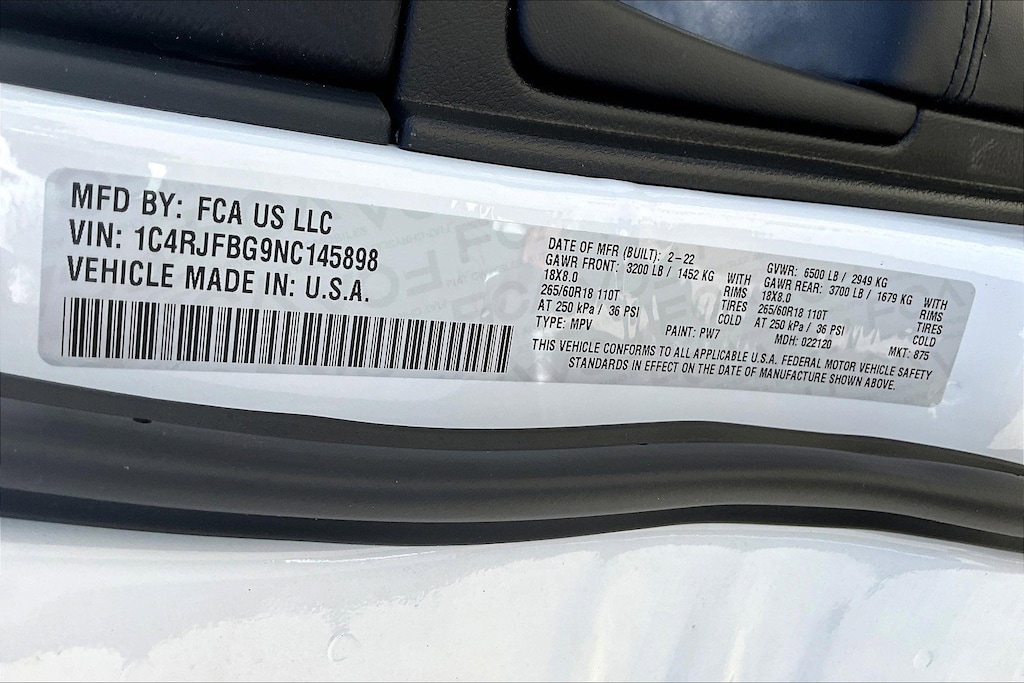 MFD BY: FCA US LLC
VIN: 1C4RJFBG9NC145898
VEHICLE MADE IN: U.S.A.
DATE OF MFR (BUILT): 2-22
GAWR FRONT: 3200 LB / 1452 KG WITH
18X8.0 RIMS
265/60R18 110T TIRES
AT 250 kPa / 36 PSI COLD
TYPE: MPV PAINT: PW7
GVWR: 6500 LB / 2949 KG
GAWR REAR: 3700 LB / 1679 KG WITH
18X8.0 RIMS
265/60R18 110T TIRES
AT 250 kPa / 36 PSI COLD
MDH: 022120 MKT: 875
THIS VEHICLE CONFORMS TO ALL APPLICABLE U.S.A. FEDERAL MOTOR VEHICLE SAFETY
STANDARDS IN EFFECT ON THE DATE OF MANUFACTURE SHOWN ABOVE.